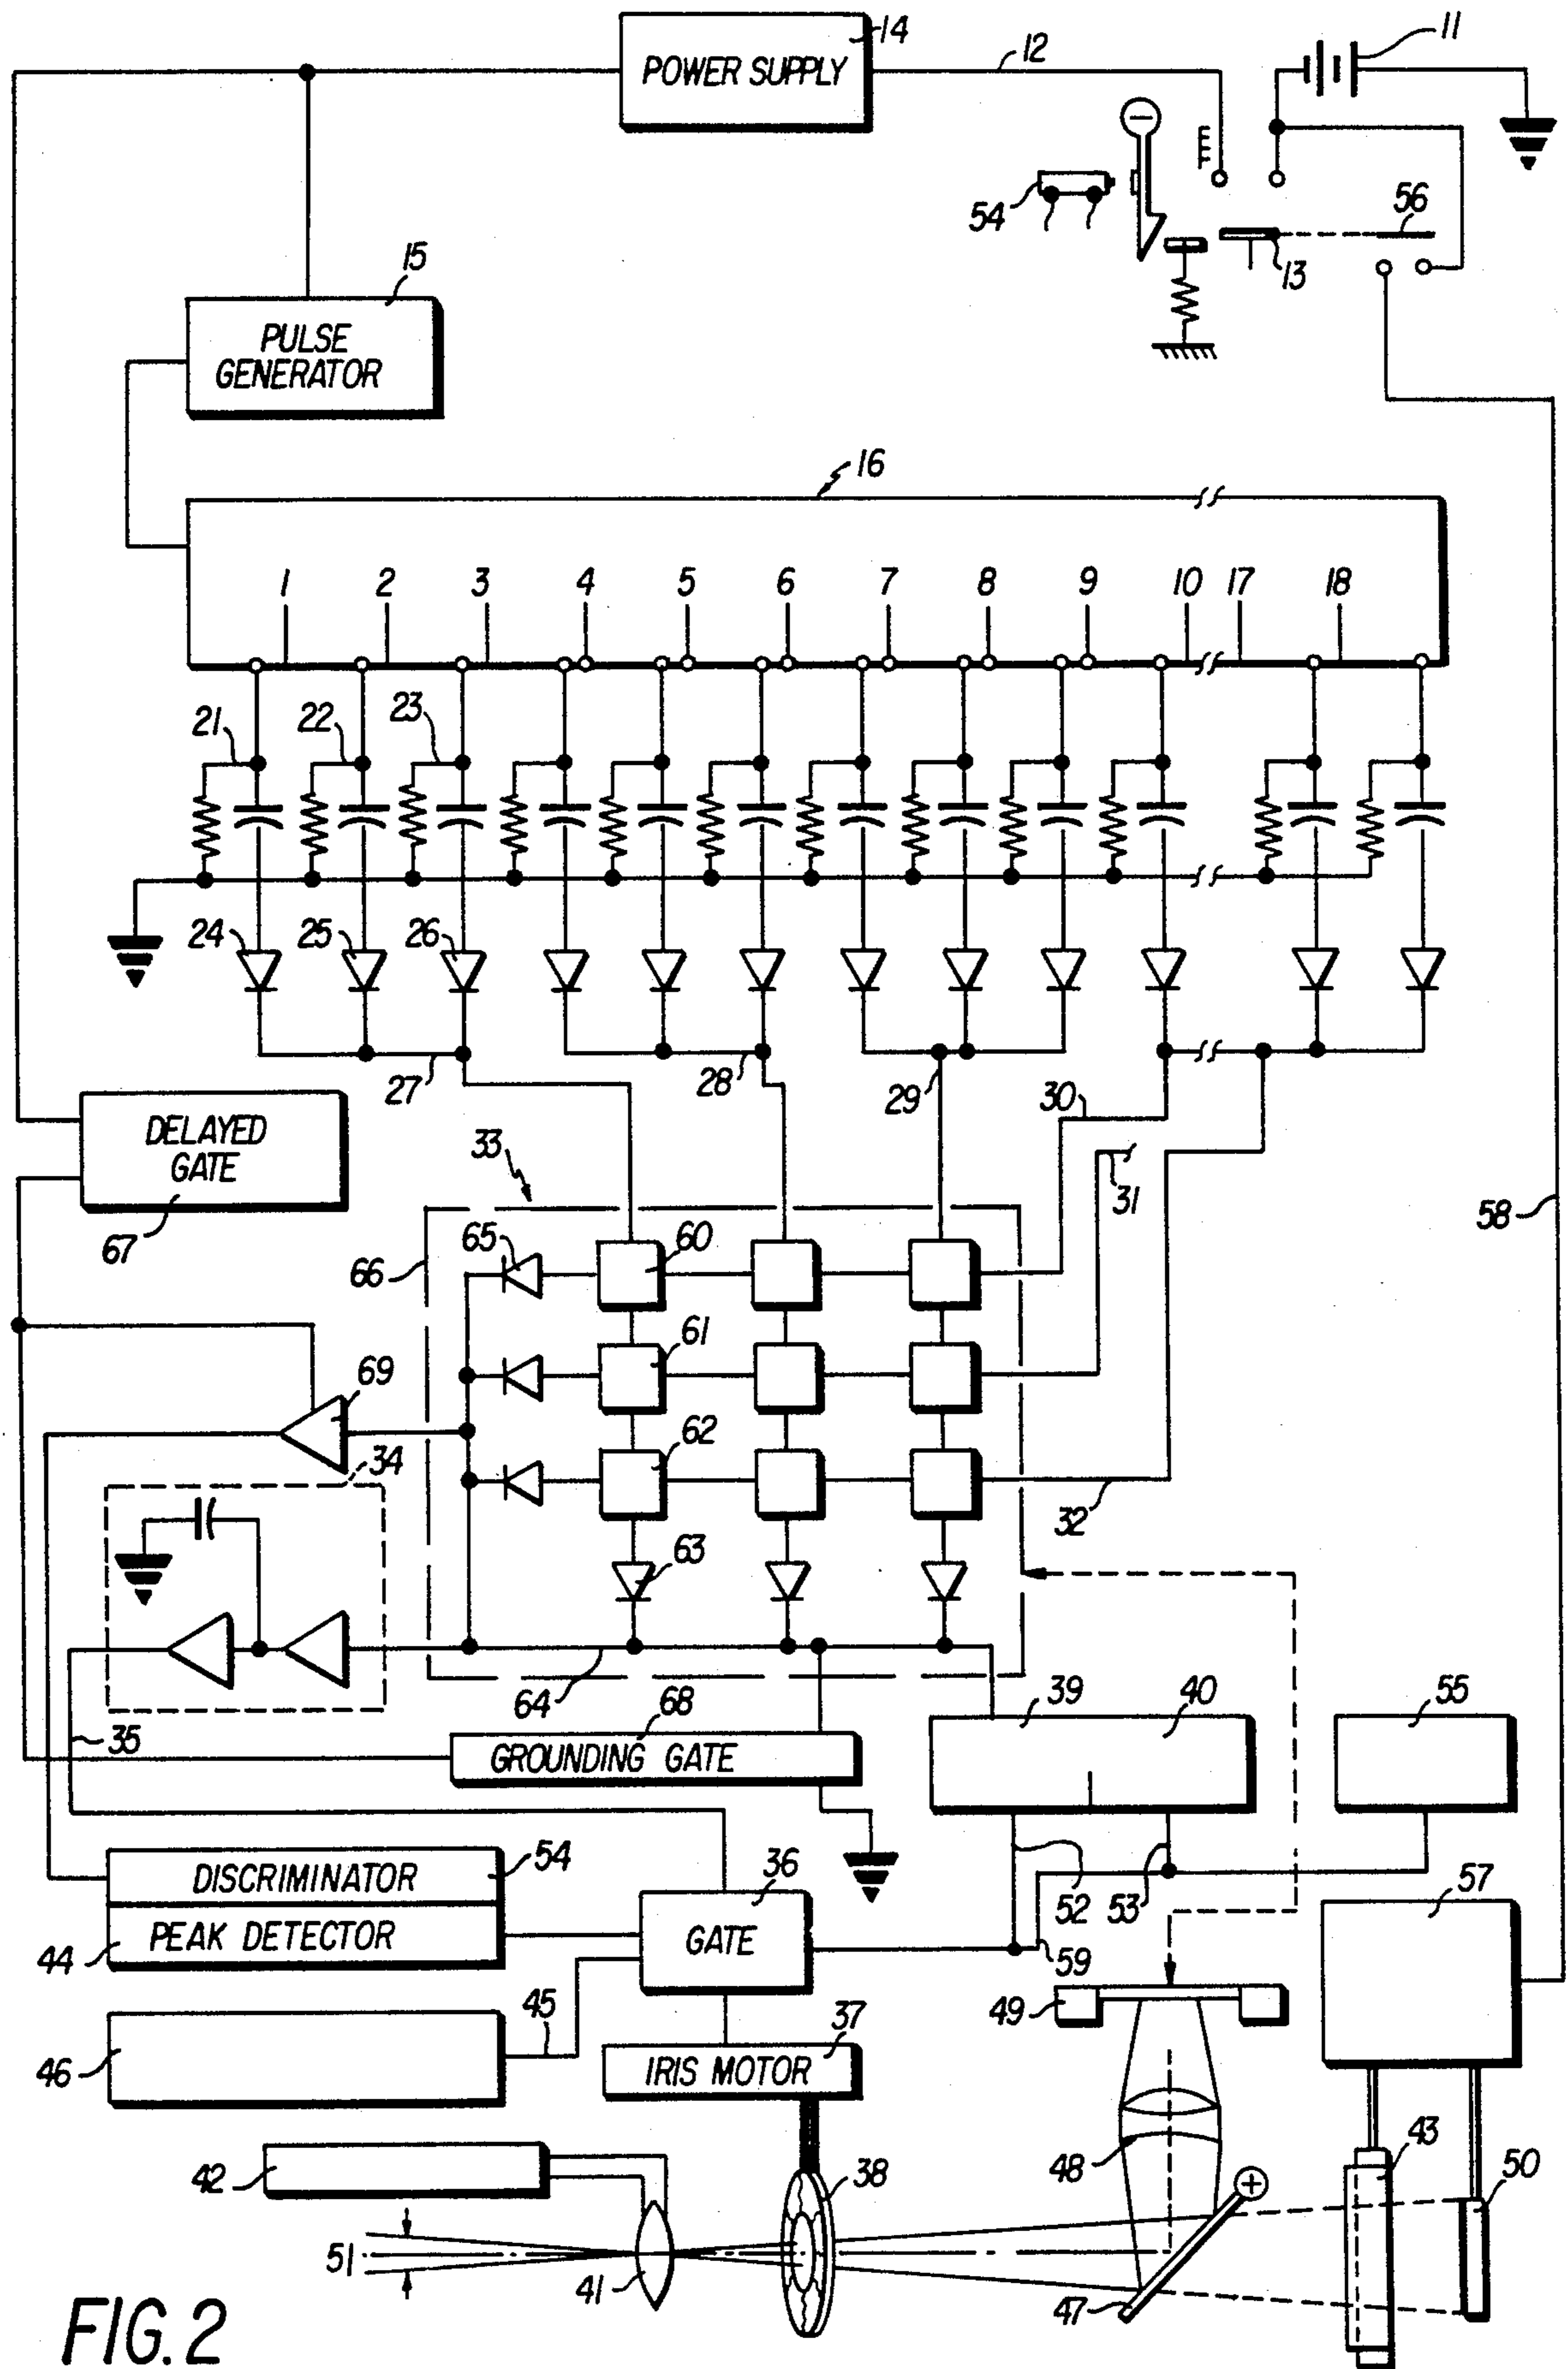 14
POWER SUPPLY
12
11
54
56
13
15
PULSE
GENERATOR
16
1 2 3 4 5 6 7 8 9 10 17 18
21 22 23
24 25 26
27 28 29 30
31
DELAYED
GATE
67
33
58
65 60
66
61
69
62
34
32
63
64
68
39 40 55
35
GROUNDING GATE
DISCRIMINATOR
54
36
52 53
57
PEAK DETECTOR
44
GATE
59
45
49
46
37
IRIS MOTOR
42
38
48
43
50
51
41
47
FIG. 2